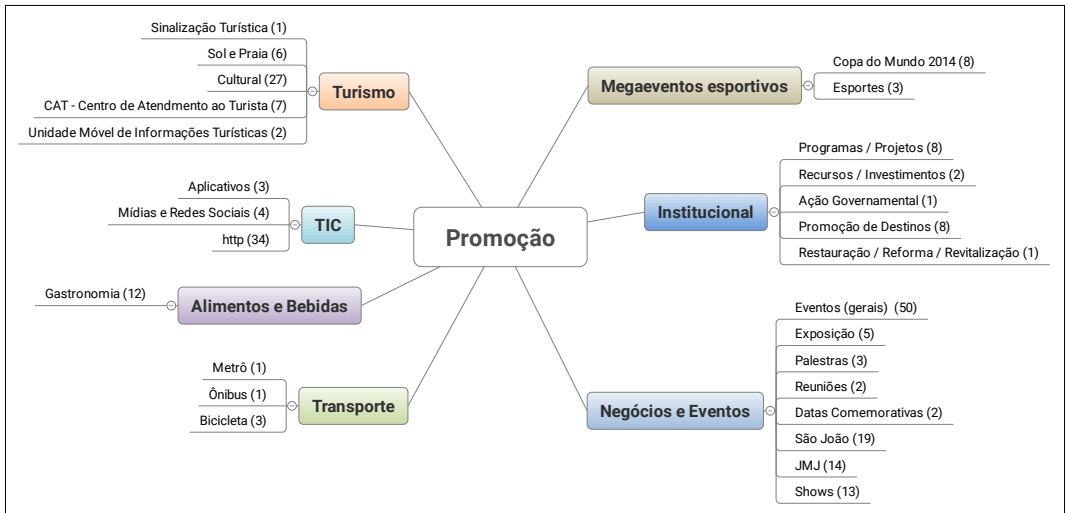 Promoção
Turismo
Sinalização Turística (1)
Sol e Praia (6)
Cultural (27)
CAT - Centro de Atendmento ao Turista (7)
Unidade Móvel de Informações Turísticas (2)
TIC
Aplicativos (3)
Mídias e Redes Sociais (4)
http (34)
Alimentos e Bebidas
Gastronomia (12)
Transporte
Metrô (1)
Ônibus (1)
Bicicleta (3)
Megaeventos esportivos
Copa do Mundo 2014 (8)
Esportes (3)
Institucional
Programas / Projetos (8)
Recursos / Investimentos (2)
Ação Governamental (1)
Promoção de Destinos (8)
Restauração / Reforma / Revitalização (1)
Negócios e Eventos
Eventos (gerais)  (50)
Exposição (5)
Palestras (3)
Reuniões (2)
Datas Comemorativas (2)
São João (19)
JMJ (14)
Shows (13)